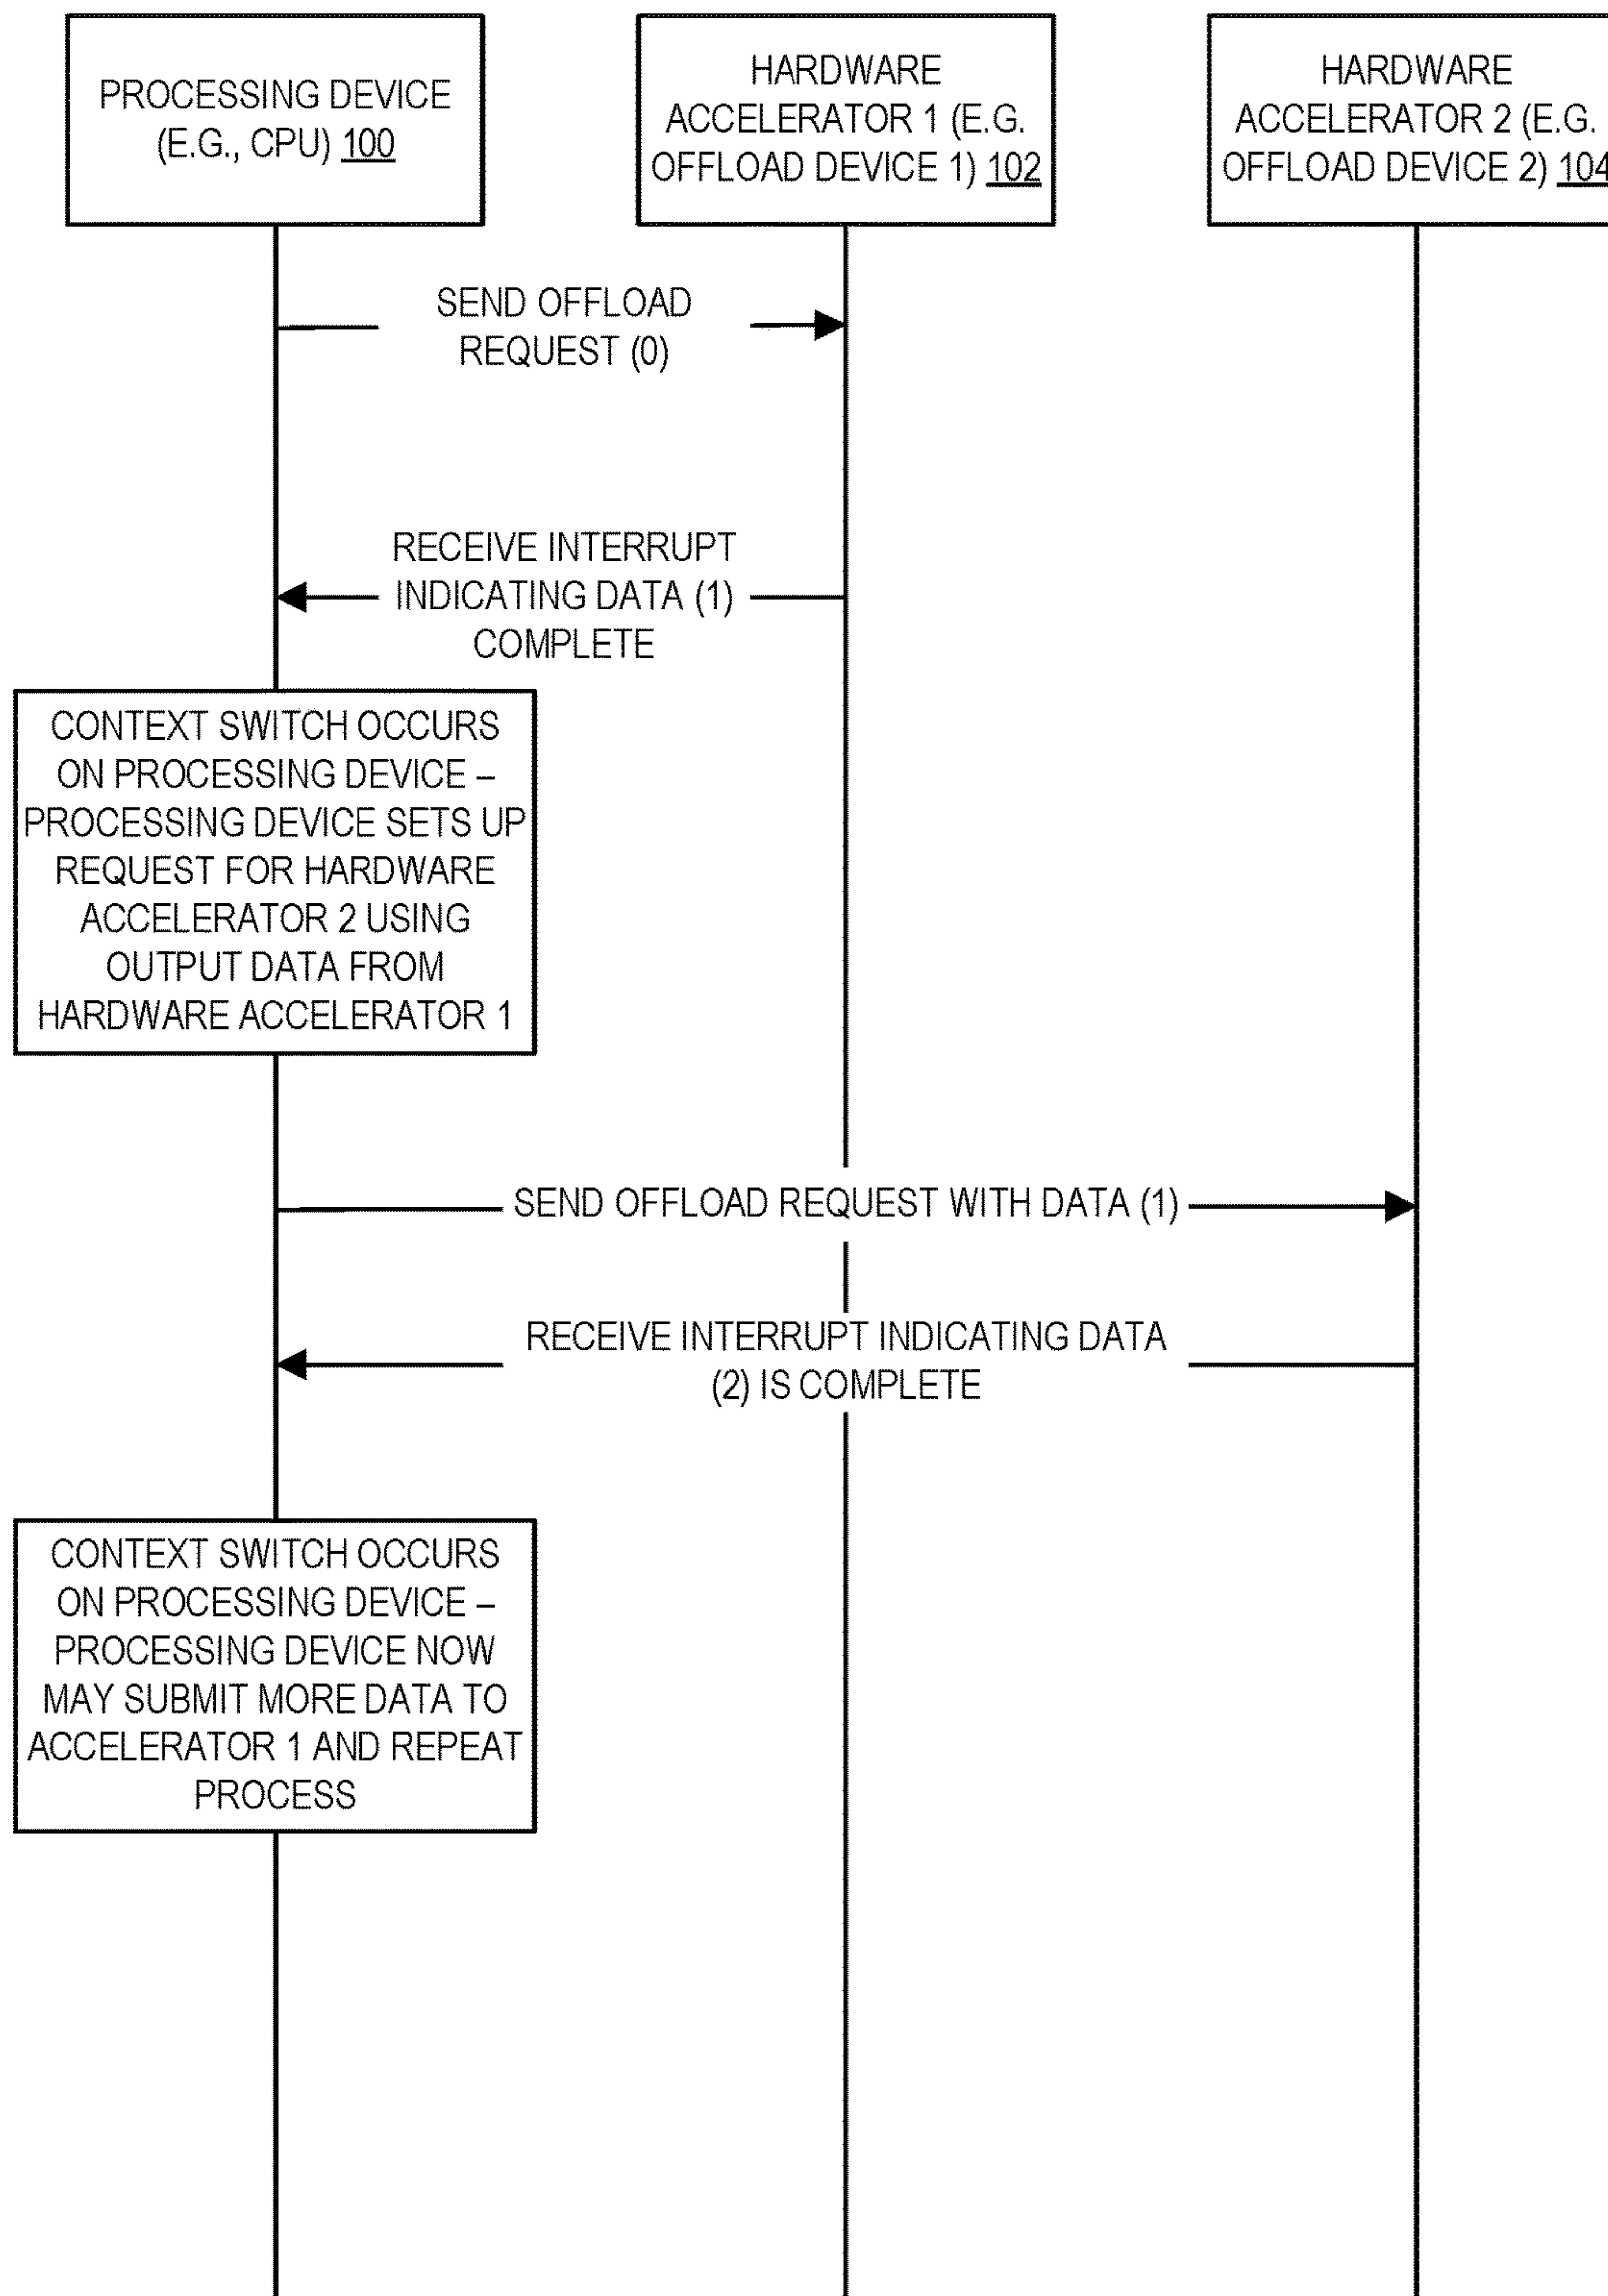 PROCESSING DEVICE
(E.G., CPU) 100
HARDWARE
ACCELERATOR 1 (E.G.
OFFLOAD DEVICE 1) 102
HARDWARE
ACCELERATOR 2 (E.G.
OFFLOAD DEVICE 2) 104
SEND OFFLOAD
REQUEST (0)
RECEIVE INTERRUPT
INDICATING DATA (1)
COMPLETE
CONTEXT SWITCH OCCURS
ON PROCESSING DEVICE –
PROCESSING DEVICE SETS UP
REQUEST FOR HARDWARE
ACCELERATOR 2 USING
OUTPUT DATA FROM
HARDWARE ACCELERATOR 1
SEND OFFLOAD REQUEST WITH DATA (1)
RECEIVE INTERRUPT INDICATING DATA
(2) IS COMPLETE
CONTEXT SWITCH OCCURS
ON PROCESSING DEVICE –
PROCESSING DEVICE NOW
MAY SUBMIT MORE DATA TO
ACCELERATOR 1 AND REPEAT
PROCESS